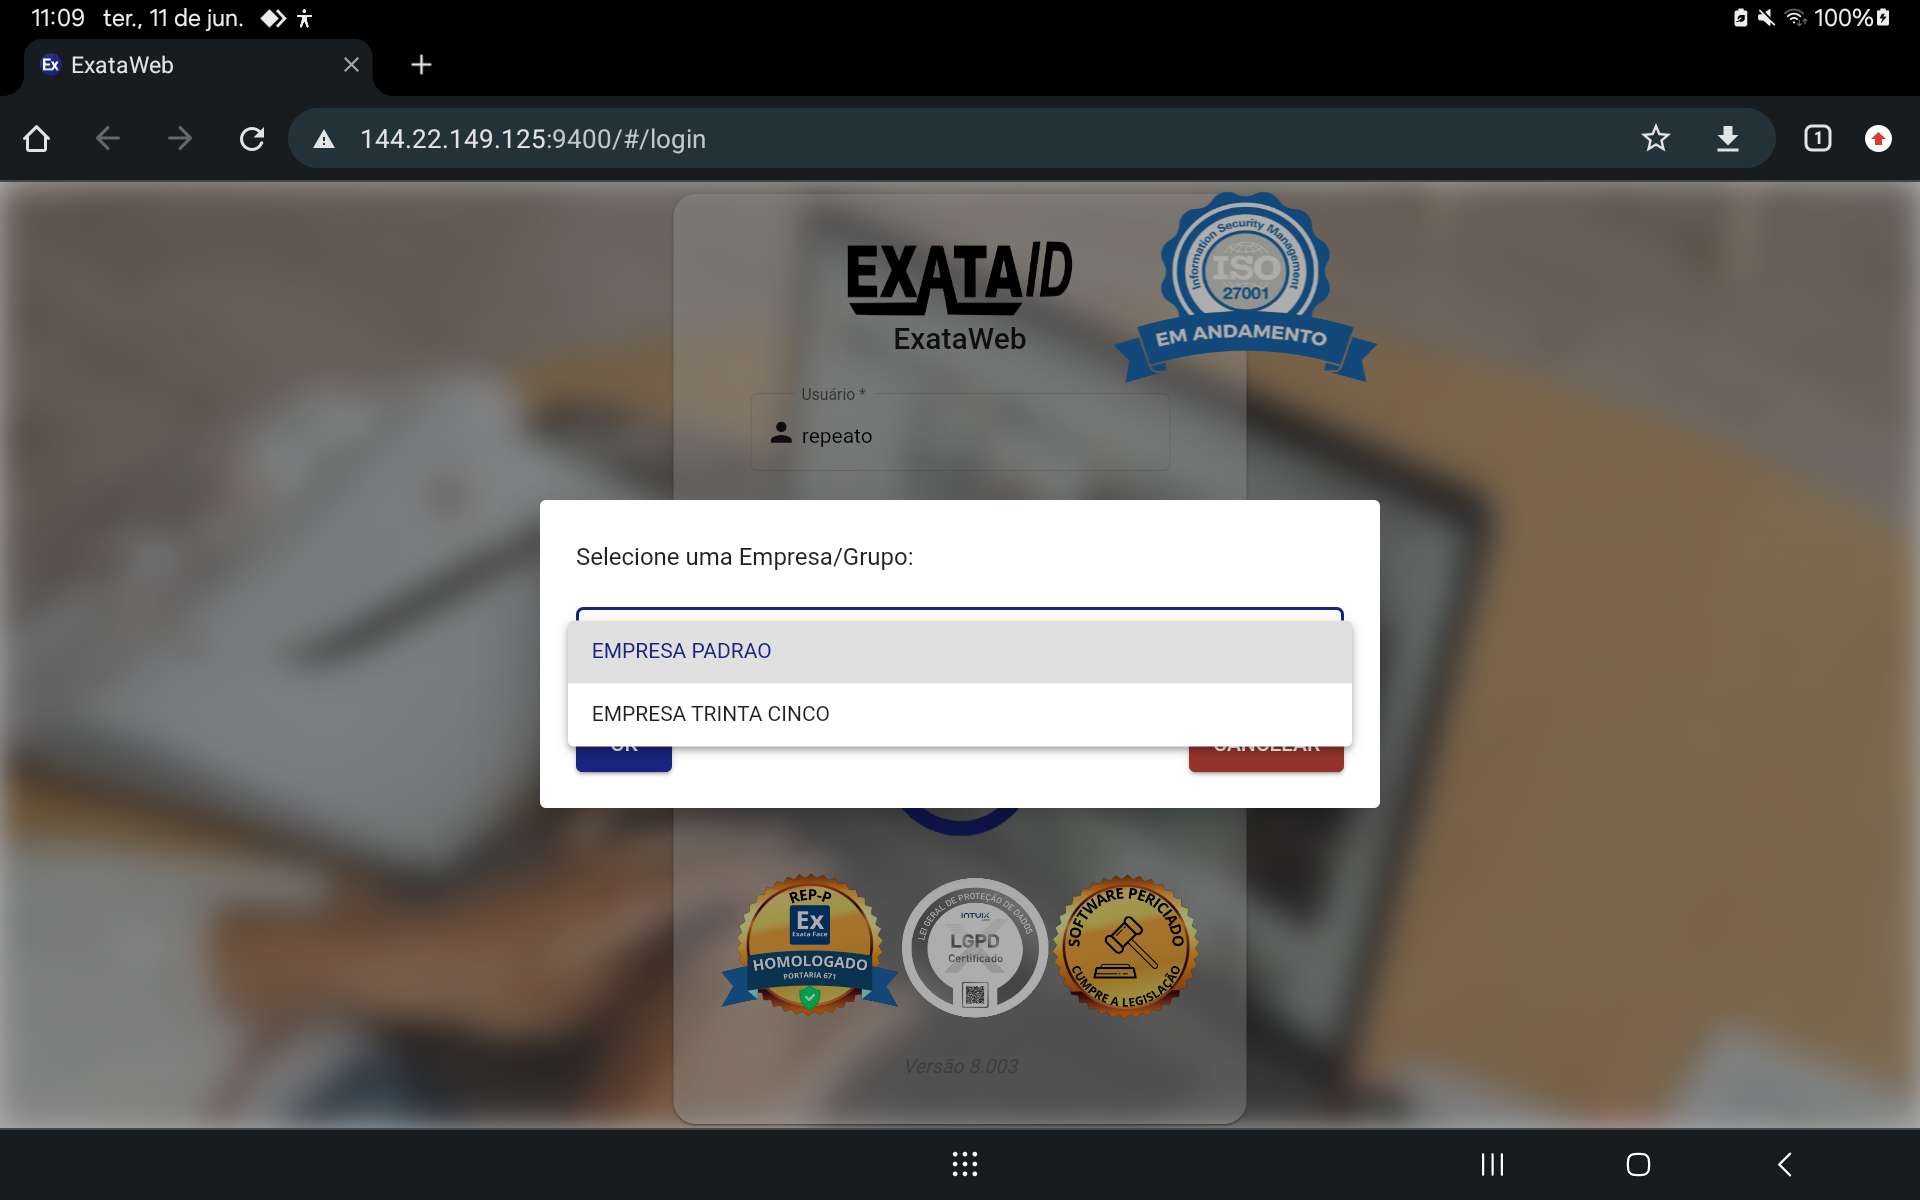 11:09 ter., 11 de jun.
100%
Ex ExataWeb
144.22.149.125:9400/#/login
1
EXATAID
ExataWeb
Information Security Management
ISO
27001
EM ANDAMENTO
Usuário *
repeato
Selecione uma Empresa/Grupo:
EMPRESA PADRAO
EMPRESA TRINTA CINCO
OK
CANCELAR
REP-P
Ex
Exata Face
HOMOLOGADO
PORTARIA 671
LEI GERAL DE PROTEÇÃO DE DADOS
INTUIX
LGPD
Certificado
SOFTWARE PERICIADO
CUMPRE A LEGISLAÇÃO
Versão 8.003